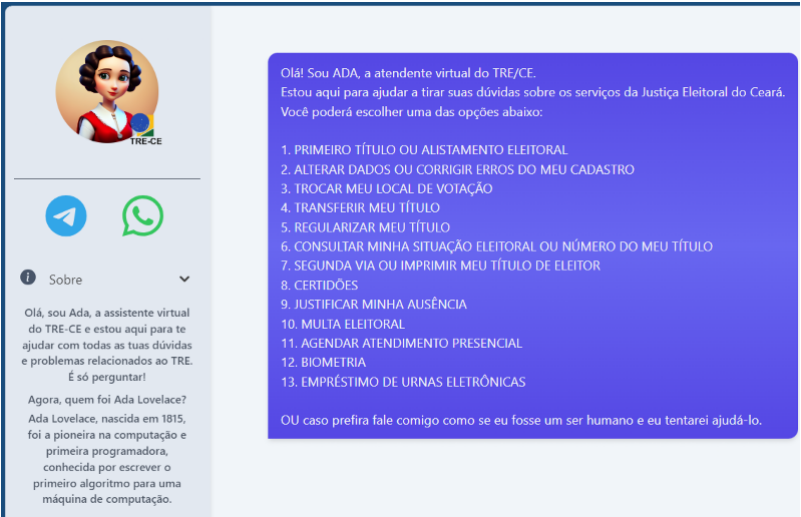 TRE-CE
Sobre
Olá, sou Ada, a assistente virtual
do TRE-CE e estou aqui para te
ajudar com todas as tuas dúvidas
e problemas relacionados ao TRE.
É só perguntar!
Agora, quem foi Ada Lovelace?
Ada Lovelace, nascida em 1815,
foi a pioneira na computação e
primeira programadora,
conhecida por escrever o
primeiro algoritmo para uma
máquina de computação.
Olá! Sou ADA, a atendente virtual do TRE/CE.
Estou aqui para ajudar a tirar suas dúvidas sobre os serviços da Justiça Eleitoral do Ceará.
Você poderá escolher uma das opções abaixo:
1. PRIMEIRO TÍTULO OU ALISTAMENTO ELEITORAL
2. ALTERAR DADOS OU CORRIGIR ERROS DO MEU CADASTRO
3. TROCAR MEU LOCAL DE VOTAÇÃO
4. TRANSFERIR MEU TÍTULO
5. REGULARIZAR MEU TÍTULO
6. CONSULTAR MINHA SITUAÇÃO ELEITORAL OU NÚMERO DO MEU TÍTULO
7. SEGUNDA VIA OU IMPRIMIR MEU TÍTULO DE ELEITOR
8. CERTIDÕES
9. JUSTIFICAR MINHA AUSÊNCIA
10. MULTA ELEITORAL
11. AGENDAR ATENDIMENTO PRESENCIAL
12. BIOMETRIA
13. EMPRÉSTIMO DE URNAS ELETRÔNICAS
OU caso prefira fale comigo como se eu fosse um ser humano e eu tentarei ajudá-lo.